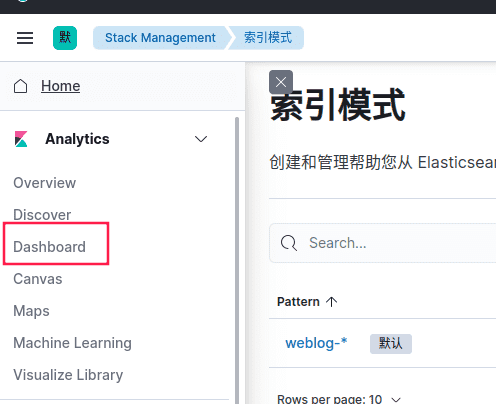 默 Stack Management 索引模式
Home
Analytics
Overview
Discover
Dashboard
Canvas
Maps
Machine Learning
Visualize Library
索引模式
创建和管理帮助您从 Elasticsear
Search...
Pattern
weblog-* 默认
Rows per page: 10